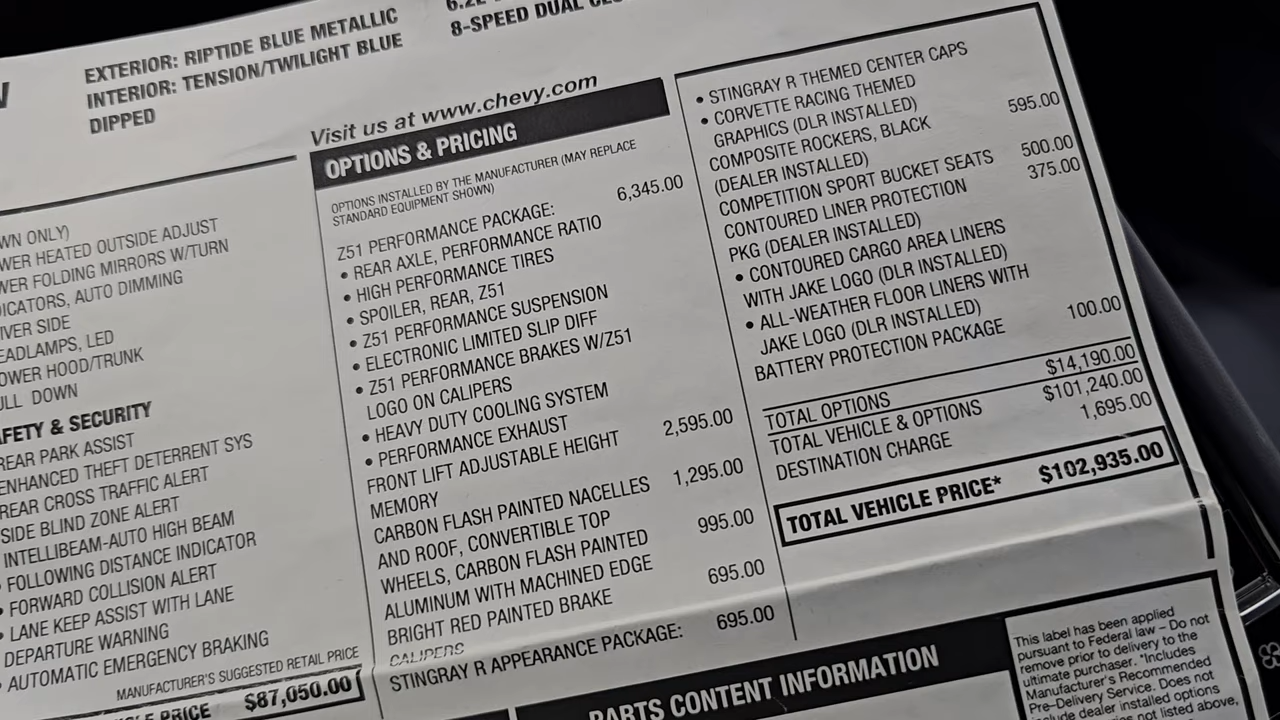 EXTERIOR: RIPTIDE BLUE METALLIC
INTERIOR: TENSION/TWILIGHT BLUE
DIPPED
8-SPEED DUAL
Visit us at www.chevy.com
ADJUST
FOLDING MIRRORS W/TURN
AUTO DIMMING
SIDE
LED
HOOD/TRUNK
DOWN
& SECURITY
REAR PARK ASSIST
ENHANCED THEFT DETERRENT SYS
REAR CROSS TRAFFIC ALERT
SIDE BLIND ZONE ALERT
INTELLIBEAM-AUTO HIGH BEAM
• FOLLOWING DISTANCE INDICATOR
• FORWARD COLLISION ALERT
• LANE KEEP ASSIST WITH LANE
DEPARTURE WARNING
• AUTOMATIC EMERGENCY BRAKING
MANUFACTURER'S SUGGESTED RETAIL PRICE
PRICE $87,050.00
OPTIONS & PRICING
OPTIONS INSTALLED BY THE MANUFACTURER (MAY REPLACE
STANDARD EQUIPMENT SHOWN)
Z51 PERFORMANCE PACKAGE: 6,345.00
• REAR AXLE, PERFORMANCE RATIO
• HIGH PERFORMANCE TIRES
• SPOILER, REAR, Z51
• Z51 PERFORMANCE SUSPENSION
• ELECTRONIC LIMITED SLIP DIFF
• Z51 PERFORMANCE BRAKES W/Z51
LOGO ON CALIPERS
• HEAVY DUTY COOLING SYSTEM
• PERFORMANCE EXHAUST
FRONT LIFT ADJUSTABLE HEIGHT 2,595.00
MEMORY
CARBON FLASH PAINTED NACELLES 1,295.00
AND ROOF, CONVERTIBLE TOP
WHEELS, CARBON FLASH PAINTED 995.00
ALUMINUM WITH MACHINED EDGE
BRIGHT RED PAINTED BRAKE 695.00
CALIPERS
STINGRAY R APPEARANCE PACKAGE: 695.00
• STINGRAY R THEMED CENTER CAPS
• CORVETTE RACING THEMED
GRAPHICS (DLR INSTALLED)
COMPOSITE ROCKERS, BLACK 595.00
(DEALER INSTALLED)
COMPETITION SPORT BUCKET SEATS 500.00
CONTOURED LINER PROTECTION 375.00
PKG (DEALER INSTALLED)
• CONTOURED CARGO AREA LINERS
WITH JAKE LOGO (DLR INSTALLED)
• ALL-WEATHER FLOOR LINERS WITH
JAKE LOGO (DLR INSTALLED)
BATTERY PROTECTION PACKAGE 100.00
TOTAL OPTIONS $14,190.00
TOTAL VEHICLE & OPTIONS $101,240.00
DESTINATION CHARGE 1,695.00
TOTAL VEHICLE PRICE* $102,935.00
PARTS CONTENT INFORMATION
This label has been applied
pursuant to Federal law – Do not
remove prior to delivery to the
ultimate purchaser. *Includes
Manufacturer's Recommended
Pre-Delivery Service. Does not
include dealer installed options
not listed above,